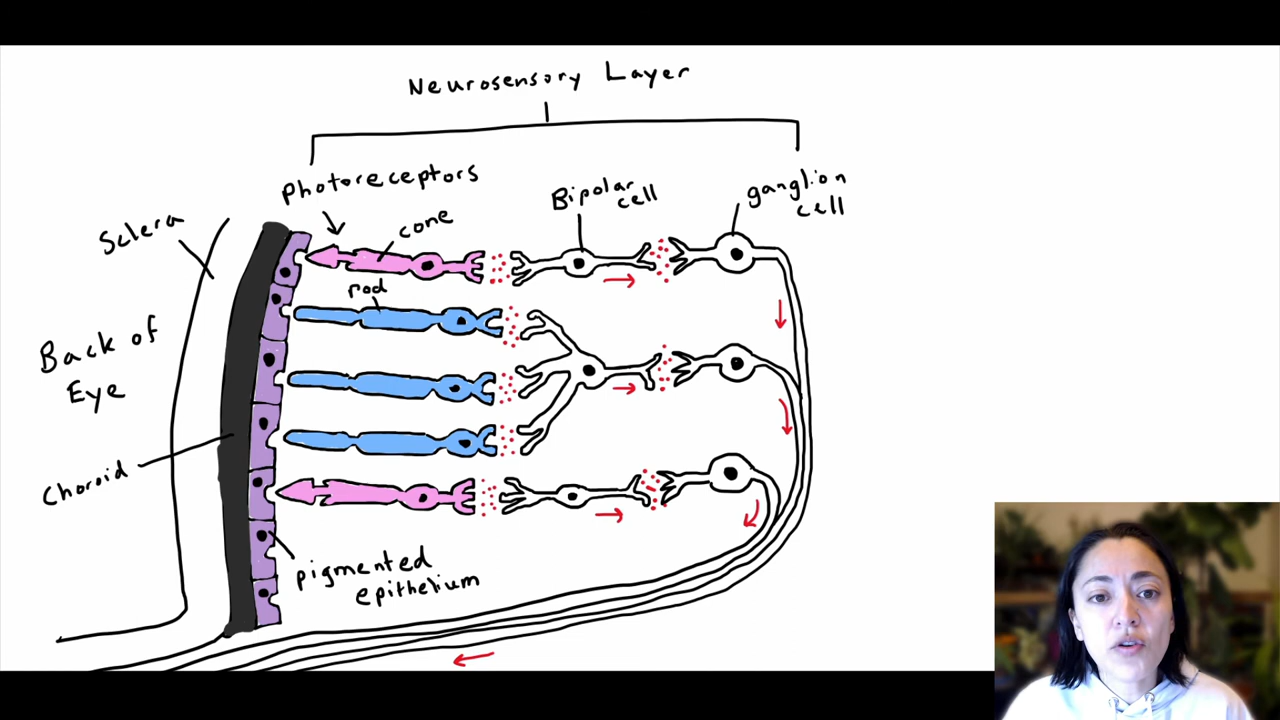 Neurosensory Layer
Photoreceptors
cone
rod
Bipolar
cell
ganglion
cell
Sclera
Back of
Eye
Choroid
pigmented
epithelium